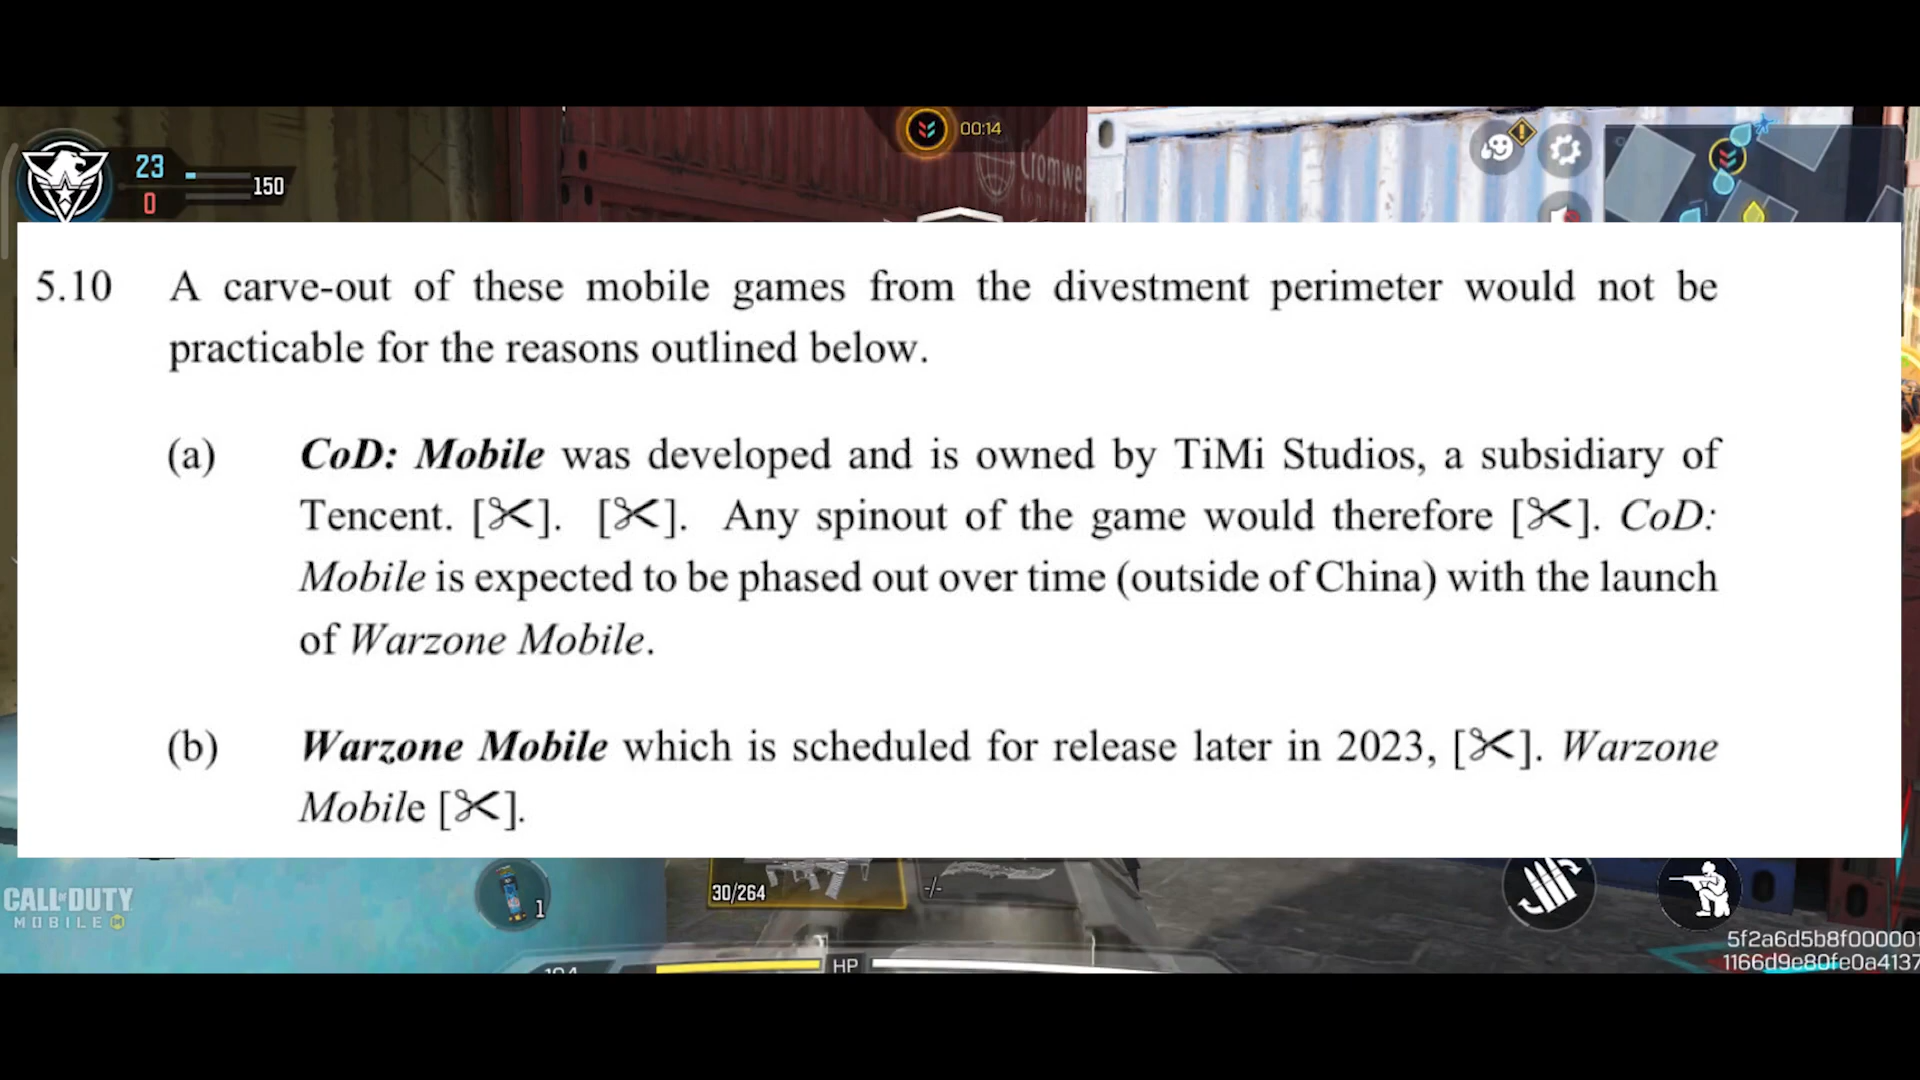 00:14
23
0
150
Cromwe
5.10 A carve-out of these mobile games from the divestment perimeter would not be
practicable for the reasons outlined below.
(a) CoD: Mobile was developed and is owned by TiMi Studios, a subsidiary of
Tencent. [✂]. [✂]. Any spinout of the game would therefore [✂]. CoD:
Mobile is expected to be phased out over time (outside of China) with the launch
of Warzone Mobile.
(b) Warzone Mobile which is scheduled for release later in 2023, [✂]. Warzone
Mobile [✂].
CALL OF DUTY
MOBILE
1
30/264
-/-
HP
5f2a6d5b8f000001
1166d9e80fe0a4137